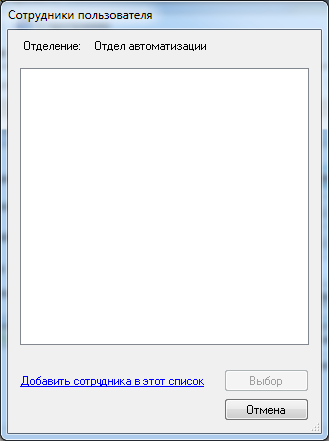 Сотрудники пользователя
Отделение: Отдел автоматизации
Добавить сотрудника в этот список
Выбор
Отмена